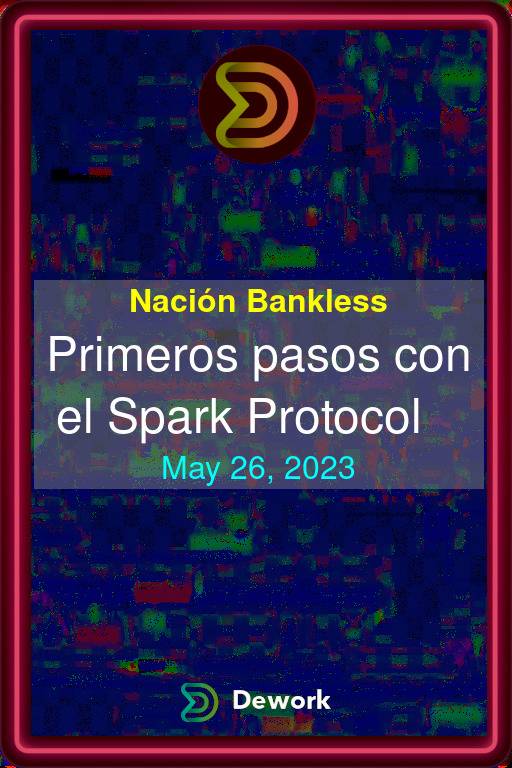 Nación Bankless
Primeros pasos con
el Spark Protocol
May 26, 2023
Dework